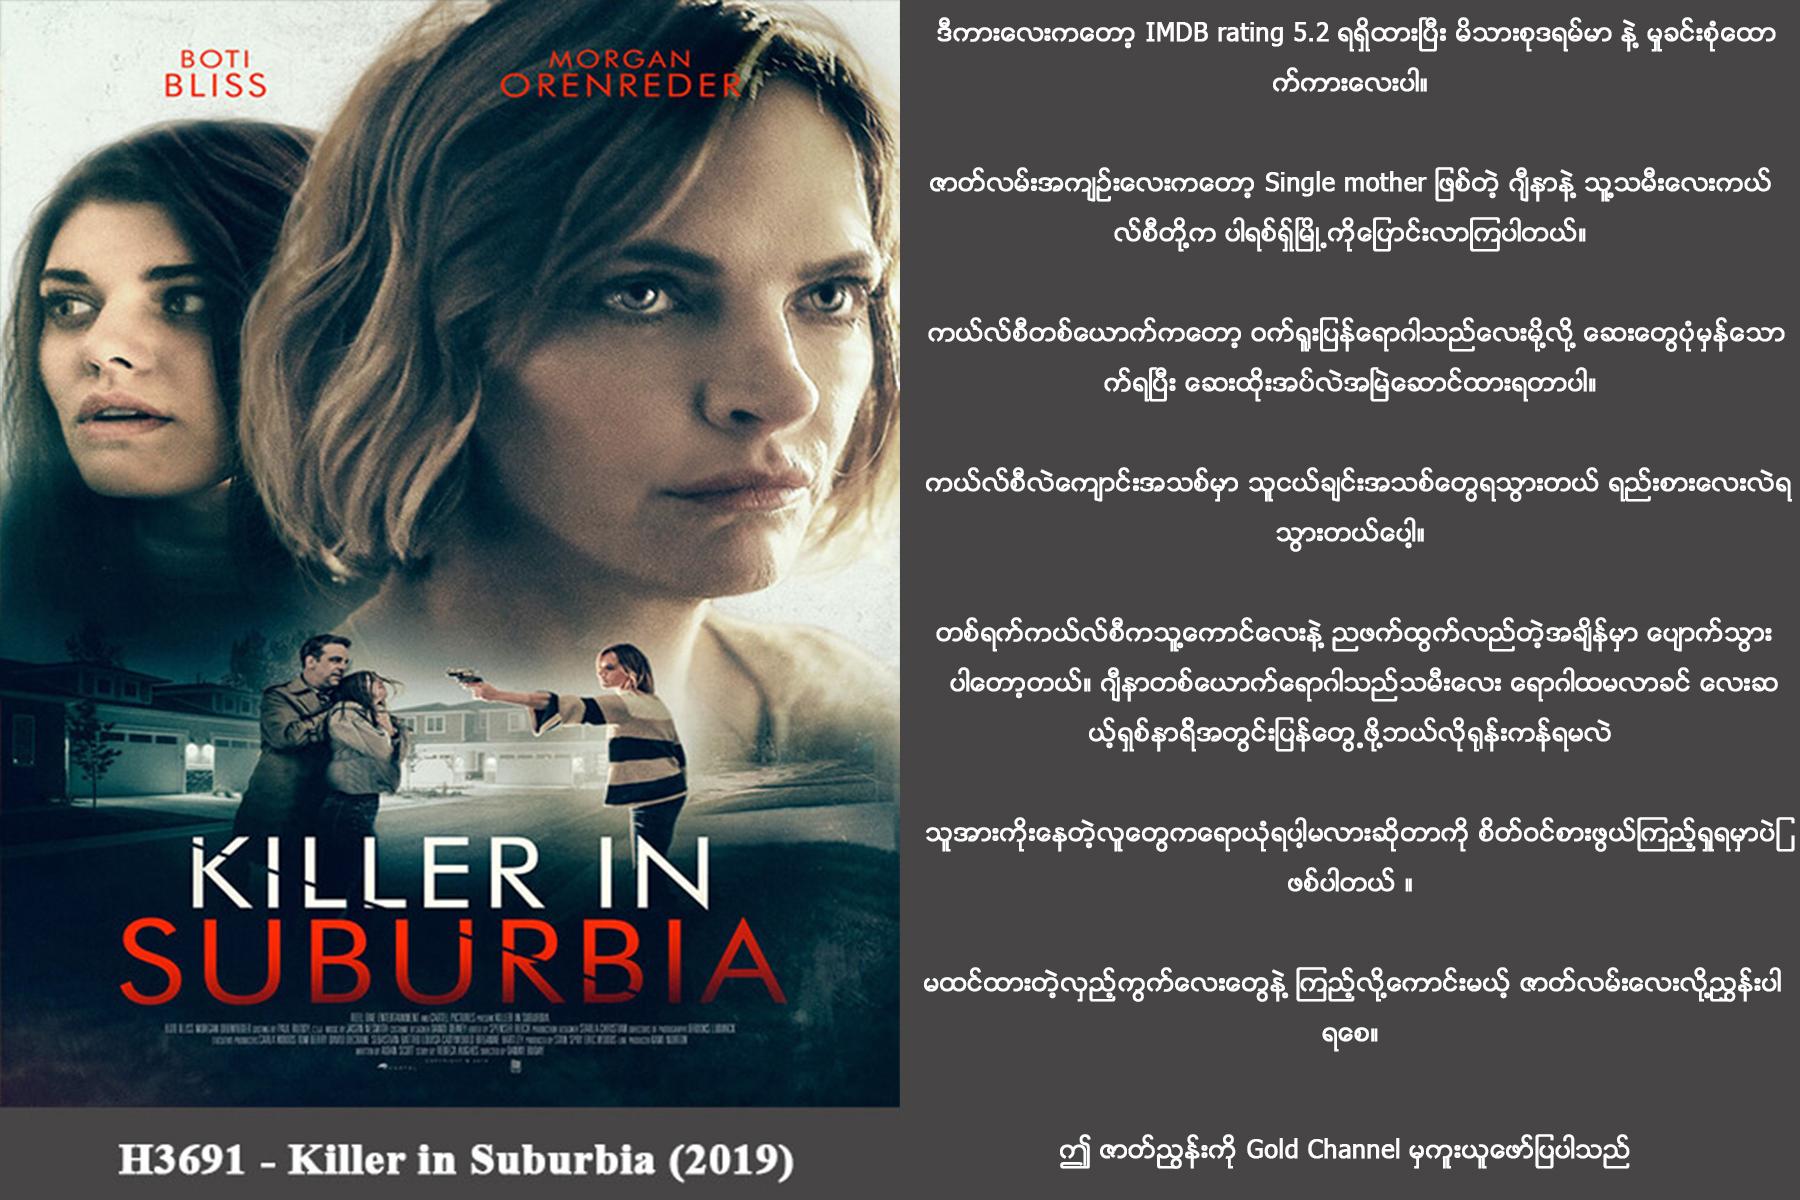 BOTI
BLISS
MORGAN
ORENREDER
KILLER IN
SUBURBIA
REEL ONE ENTERTAINMENT AND CARTEL PICTURES PRESENT KILLER IN SUBURBIA
H3691 - Killer in Suburbia (2019)
ဒီကားလေးကတော့ IMDB rating 5.2 ရရှိထားပြီး မိသားစုဒရမ်မာ နဲ့ မှုခင်းစုံထော
က်ကားလေးပါ။
ဇာတ်လမ်းအကျဉ်းလေးကတော့ Single mother ဖြစ်တဲ့ ဂျီနာနဲ့ သူ့သမီးလေးကယ်
လ်စီတို့က ပါရစ်ရှ်မြို့ကိုပြောင်းလာကြပါတယ်။
ကယ်လ်စီတစ်ယောက်ကတော့ ဝက်ရူးပြန်ရောဂါသည်လေးမို့လို့ ဆေးတွေပုံမှန်သော
က်ရပြီး ဆေးထိုးအပ်လဲအမြဲဆောင်ထားရတာပါ။
ကယ်လ်စီလဲကျောင်းအသစ်မှာ သူငယ်ချင်းအသစ်တွေရသွားတယ် ရည်းစားလေးလဲရ
သွားတယ်ပေါ့။
တစ်ရက်ကယ်လ်စီကသူ့ကောင်လေးနဲ့ ညဖက်ထွက်လည်တဲ့အချိန်မှာ ပျောက်သွား
ပါတော့တယ်။ ဂျီနာတစ်ယောက်ရောဂါသည်သမီးလေး ရောဂါထမလာခင် လေးဆ
ယ့်ရှစ်နာရီအတွင်းပြန်တွေ့ဖို့ဘယ်လိုရုန်းကန်ရမလဲ
သူအားကိုးနေတဲ့လူတွေကရောယုံရပါ့မလားဆိုတာကို စိတ်ဝင်စားဖွယ်ကြည့်ရှုရမှာပဲြ
ဖစ်ပါတယ် ။
မထင်ထားတဲ့လှည့်ကွက်လေးတွေနဲ့ ကြည့်လို့ကောင်းမယ့် ဇာတ်လမ်းလေးလို့ညွှန်းပါ
ရစေ။
ဤ ဇာတ်ညွှန်းကို Gold Channel မှကူးယူဖော်ပြပါသည်